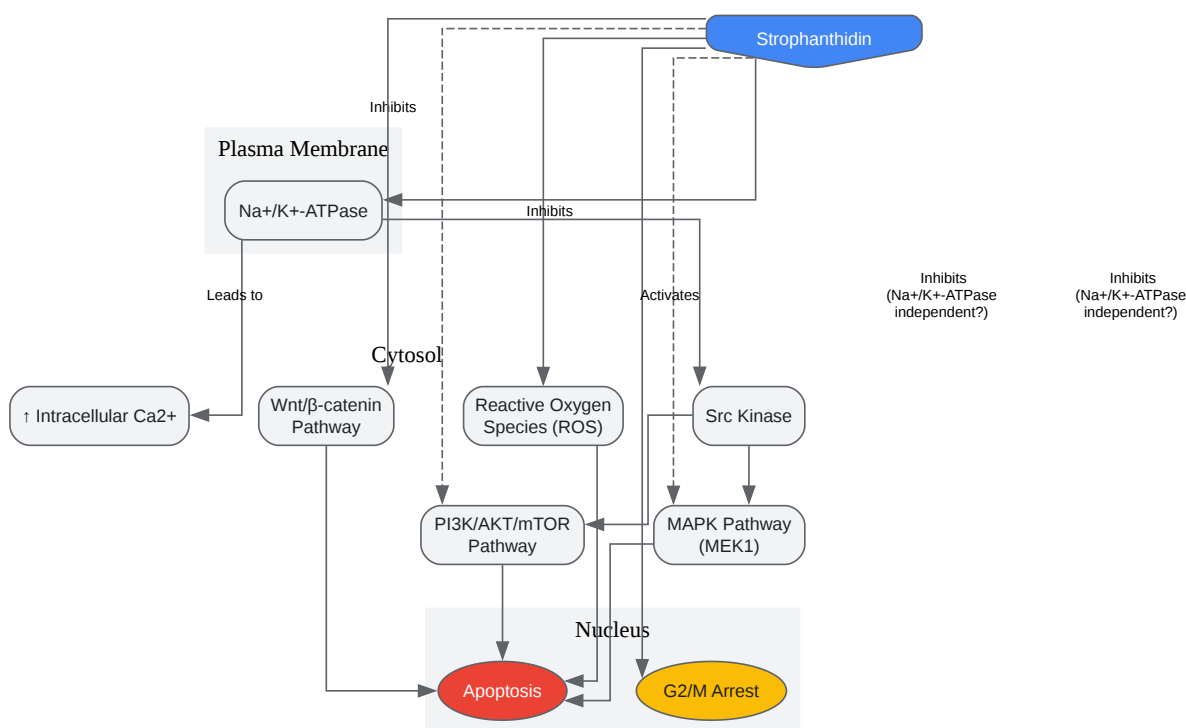 Strophanthidin
Inhibits
Plasma Membrane
Na+/K+-ATPase
Inhibits
Leads to
Activates
Inhibits
(Na+/K+-ATPase
independent?)
Inhibits
(Na+/K+-ATPase
independent?)
Cytosol
↑ Intracellular Ca2+
Wnt/β-catenin
Pathway
Reactive Oxygen
Species (ROS)
Src Kinase
PI3K/AKT/mTOR
Pathway
MAPK Pathway
(MEK1)
Nucleus
Apoptosis
G2/M Arrest